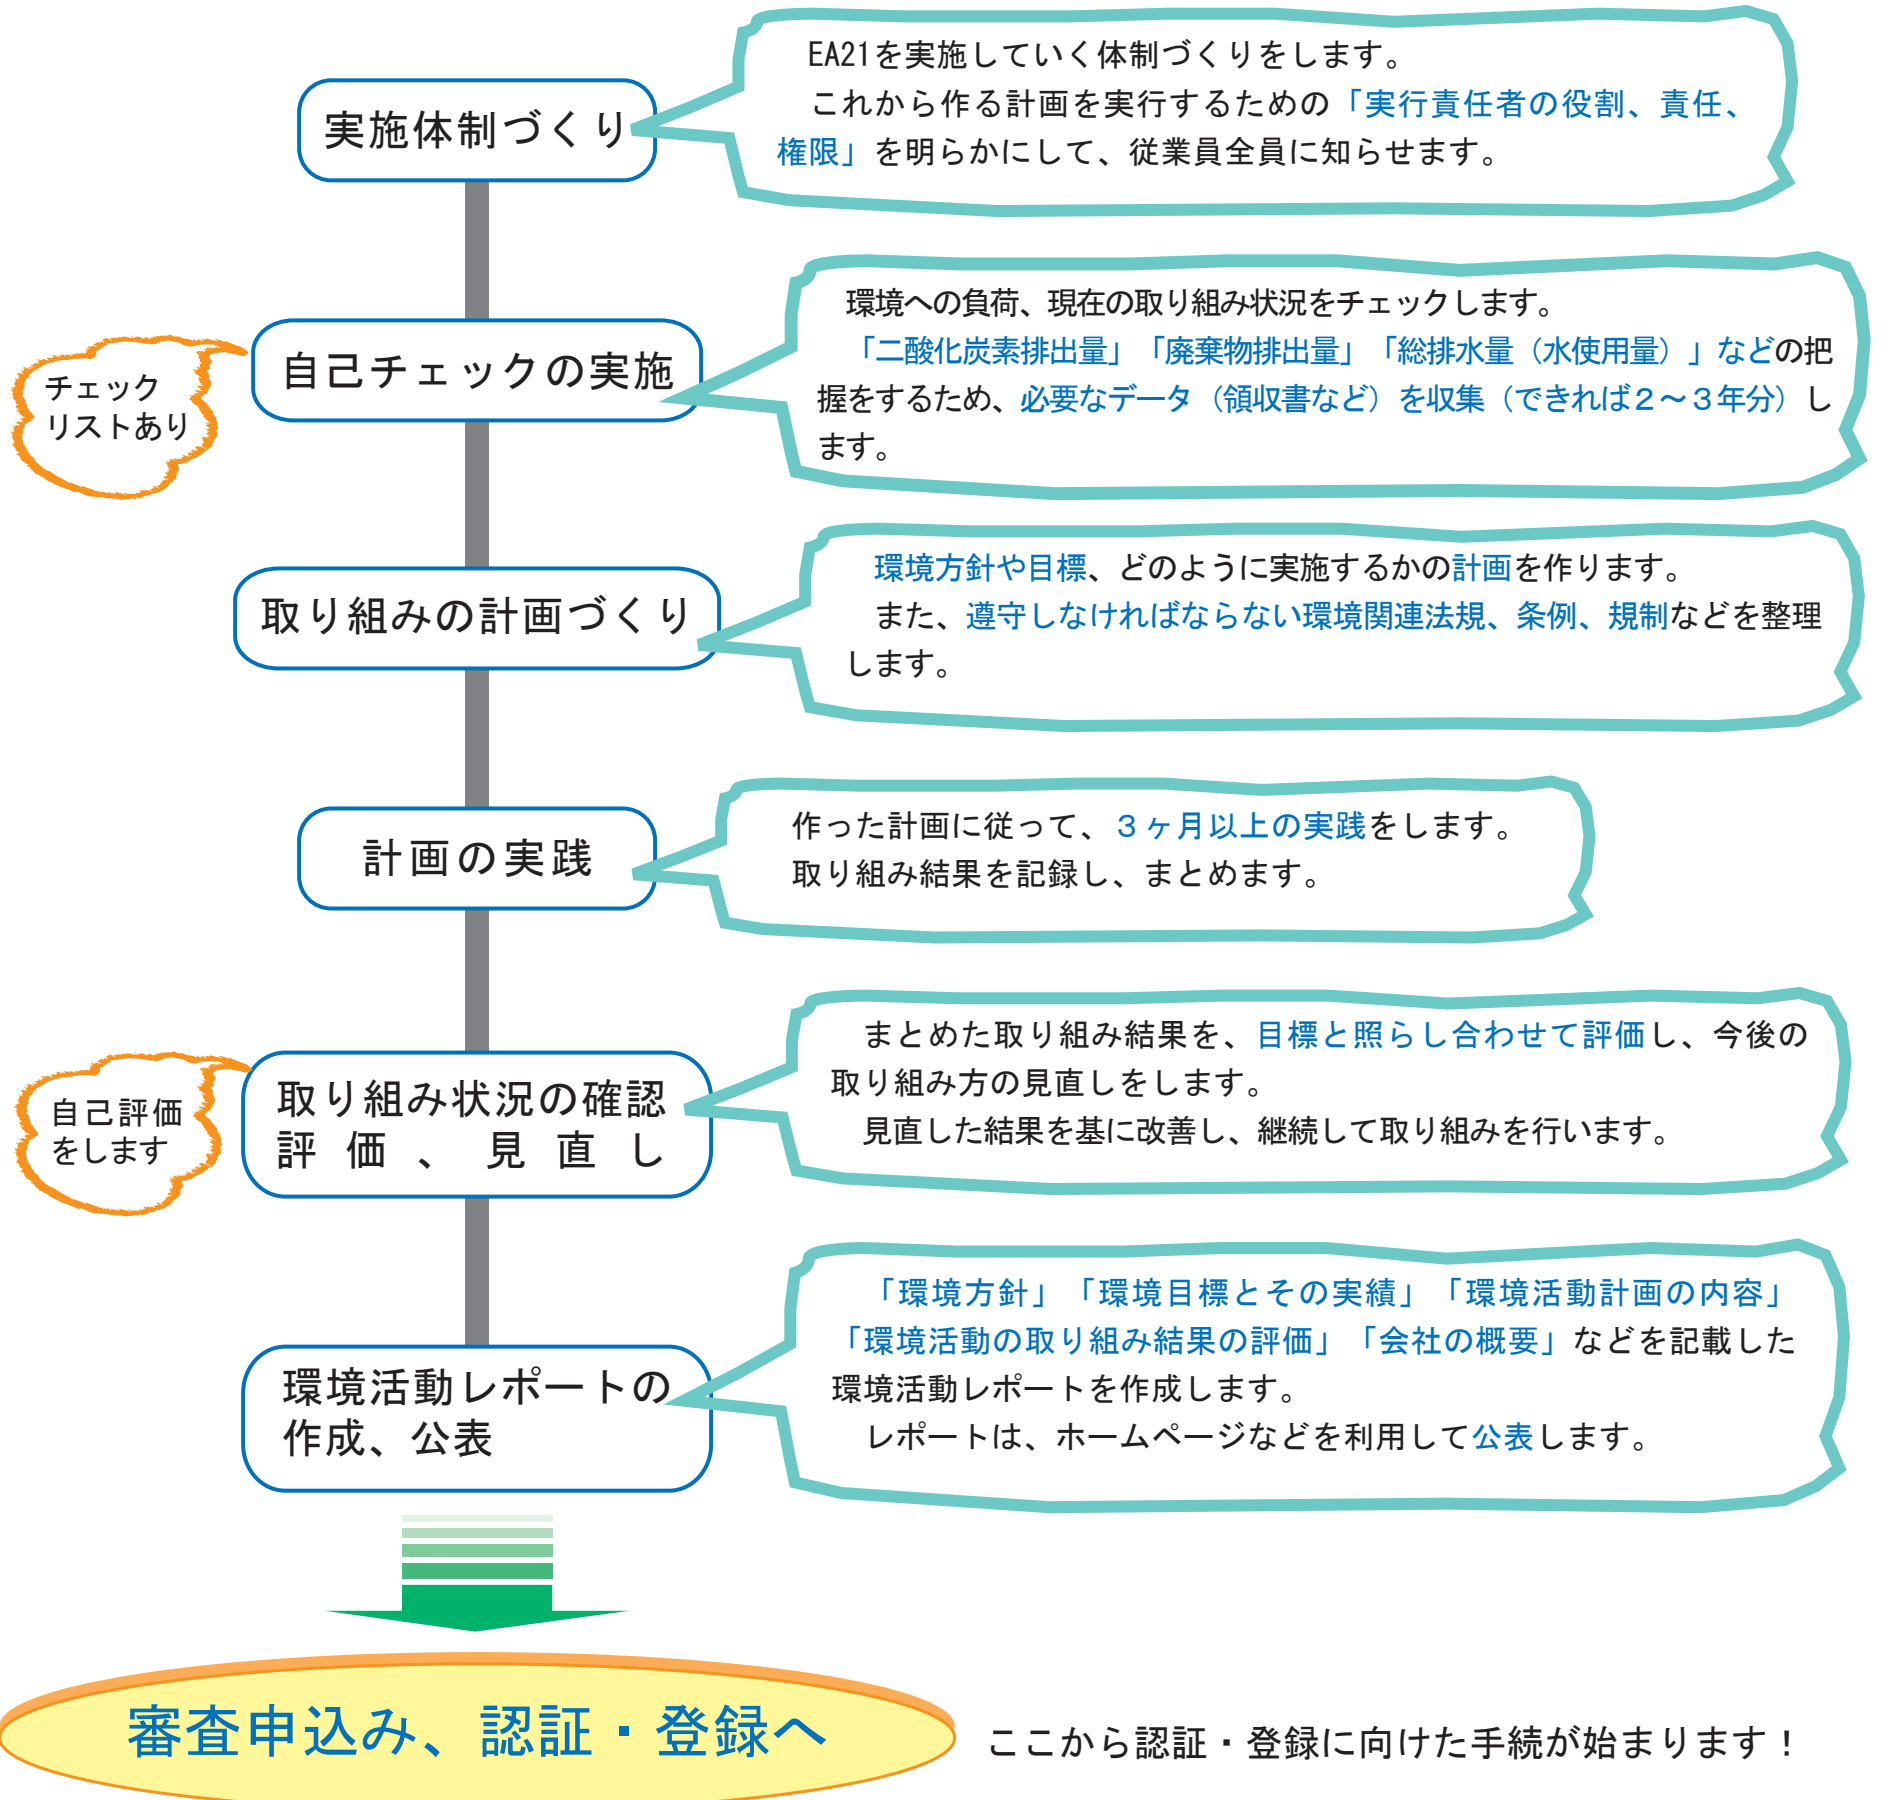 実施体制づくり
EA21を実施していく体制づくりをします。
これから作る計画を実行するための「実行責任者の役割、責任、
権限」を明らかにして、従業員全員に知らせます。
チェック
リストあり
自己チェックの実施
環境への負荷、現在の取り組み状況をチェックします。
「二酸化炭素排出量」「廃棄物排出量」「総排水量（水使用量）」などの把
握をするため、必要なデータ（領収書など）を収集（できれば２～３年分）し
ます。
取り組みの計画づくり
環境方針や目標、どのように実施するかの計画を作ります。
また、遵守しなければならない環境関連法規、条例、規制などを整理
します。
計画の実践
作った計画に従って、３ヶ月以上の実践をします。
取り組み結果を記録し、まとめます。
自己評価
をします
取り組み状況の確認
評価、見直し
まとめた取り組み結果を、目標と照らし合わせて評価し、今後の
取り組み方の見直しをします。
見直した結果を基に改善し、継続して取り組みを行います。
環境活動レポートの
作成、公表
「環境方針」「環境目標とその実績」「環境活動計画の内容」
「環境活動の取り組み結果の評価」「会社の概要」などを記載した
環境活動レポートを作成します。
レポートは、ホームページなどを利用して公表します。
審査申込み、認証・登録へ
ここから認証・登録に向けた手続が始まります！